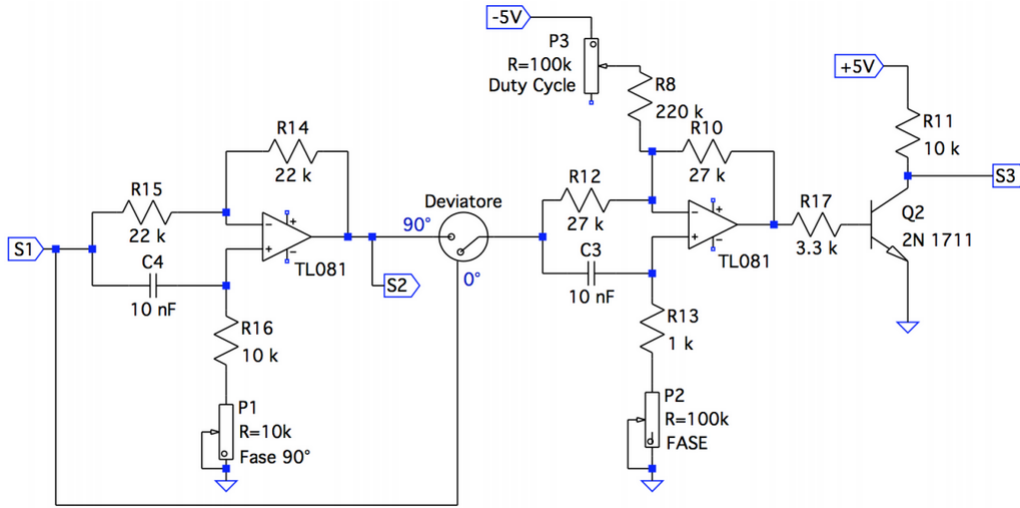 -5V
P3
R=100k
Duty Cycle
+5V
R8
220 k
R11
10 k
R14
22 k
R10
27 k
R15
22 k
R12
27 k
Deviatore
90°
0°
S1
S2
S3
-
+
+
-
TL081
-
+
+
-
TL081
R17
3.3 k
Q2
2N 1711
C4
10 nF
C3
10 nF
R16
10 k
R13
1 k
P1
R=10k
Fase 90°
P2
R=100k
FASE